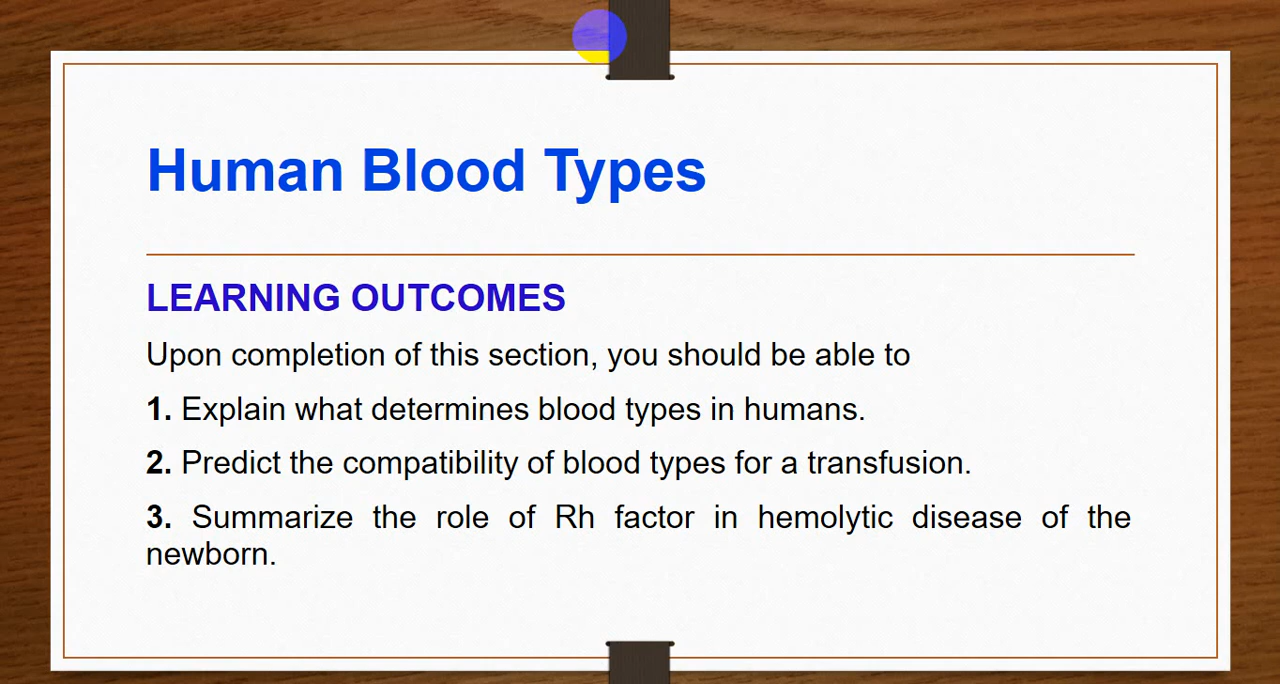 Human Blood Types
LEARNING OUTCOMES
Upon completion of this section, you should be able to
1. Explain what determines blood types in humans.
2. Predict the compatibility of blood types for a transfusion.
3. Summarize the role of Rh factor in hemolytic disease of the
newborn.